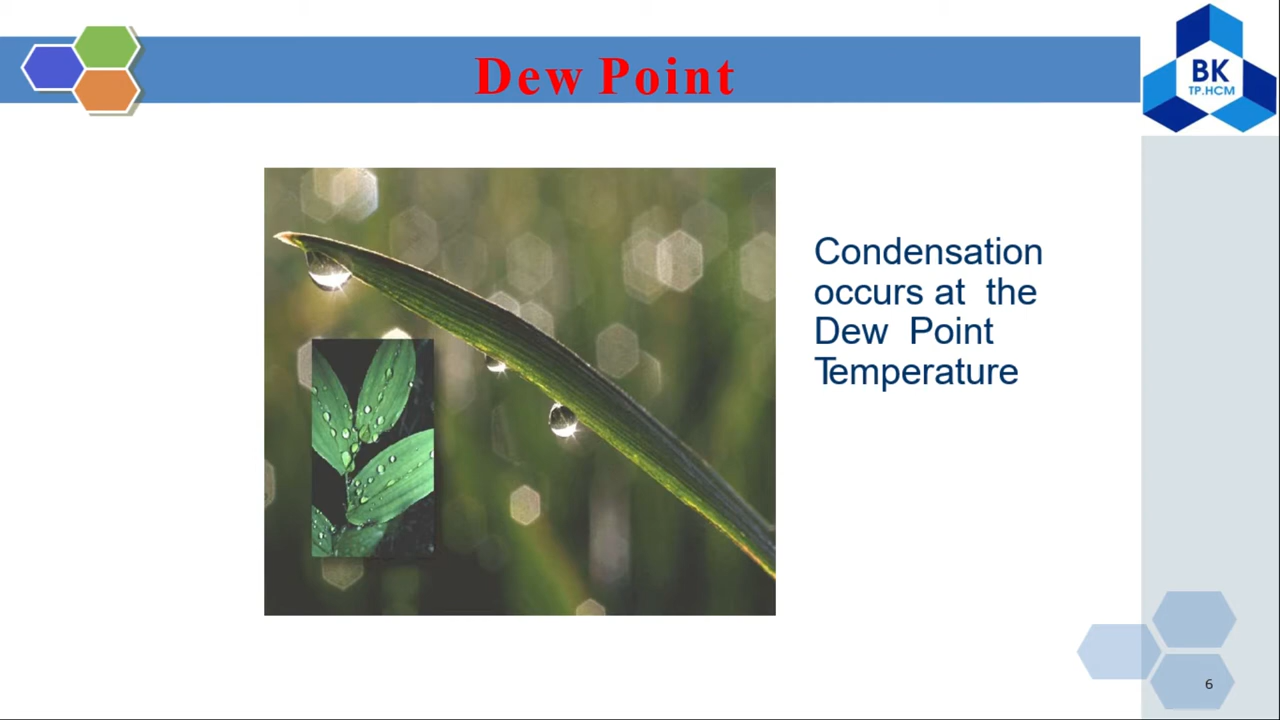 Dew Point
BK
TP.HCM
Condensation
occurs at the
Dew Point
Temperature
6